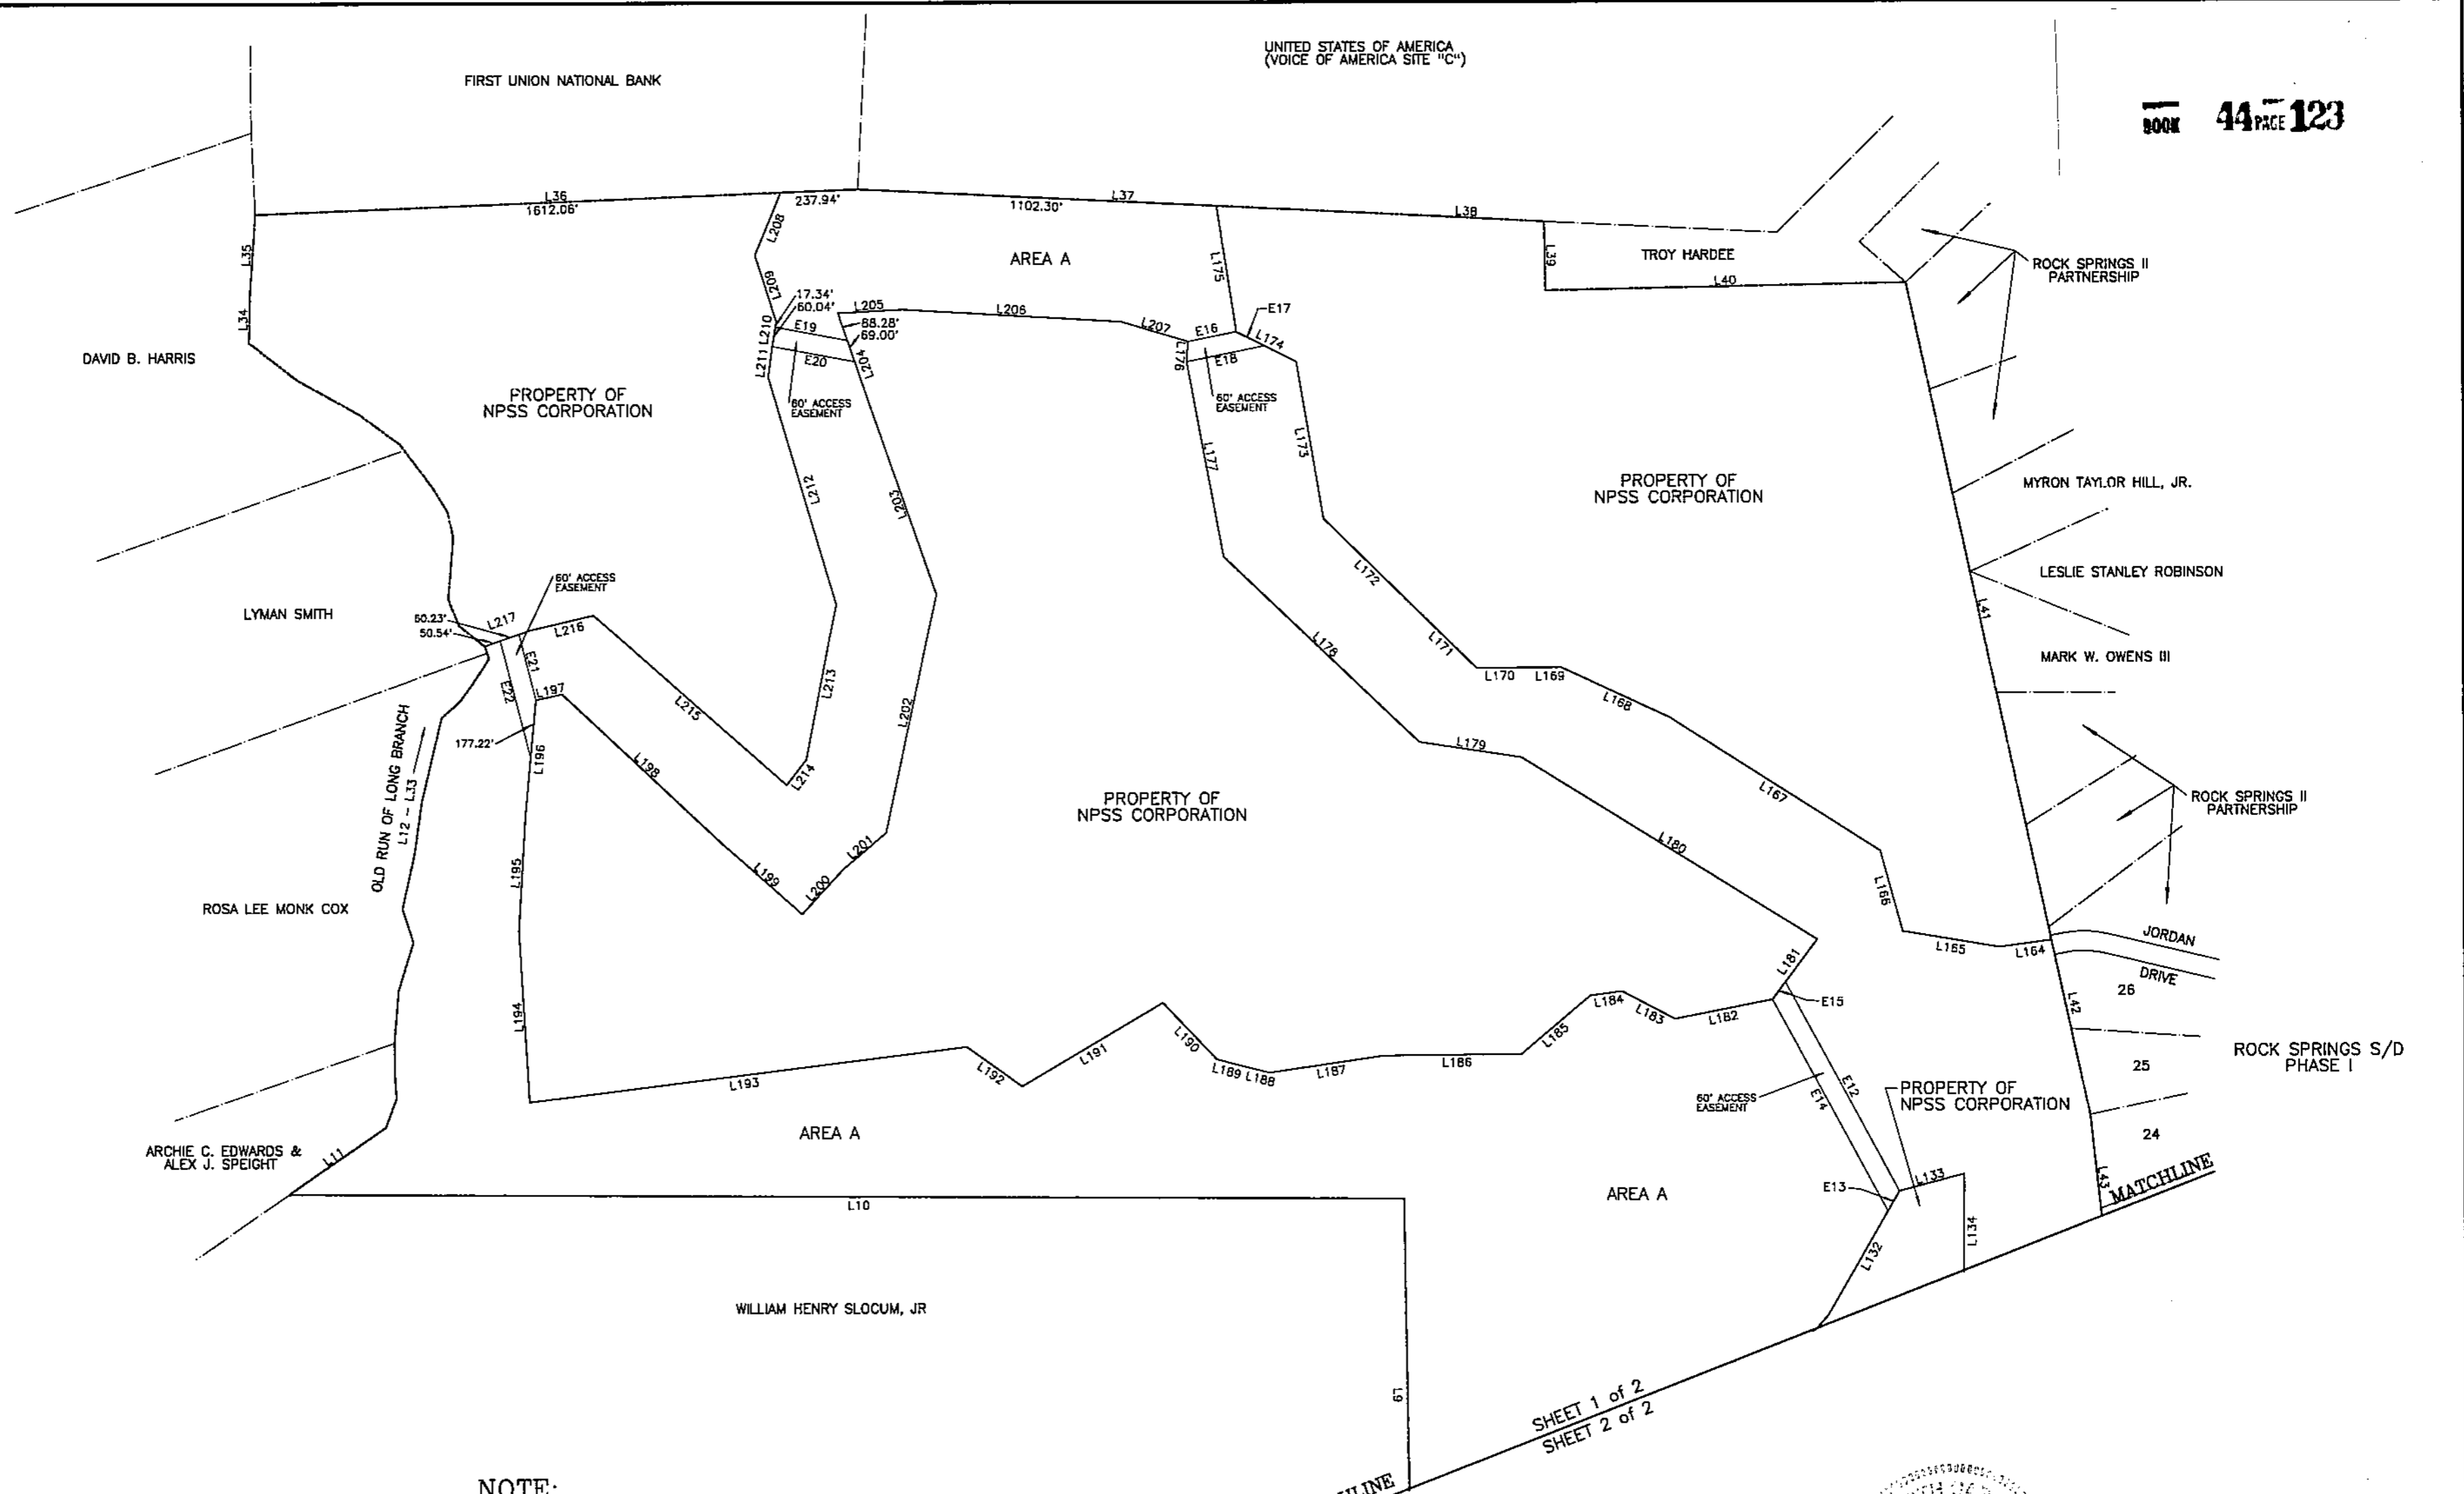 UNITED STATES OF AMERICA
(VOICE OF AMERICA SITE "C")
FIRST UNION NATIONAL BANK
BOOK 44 PAGE 123
L36
1612.06'
237.94'
L37
1102.30'
L38
L208
L35
L34
L209
L39
TROY HARDEE
L40
ROCK SPRINGS II
PARTNERSHIP
AREA A
L175
17.34'
60.04'
L205
L206
L207
E16
E17
L174
L210
E19
88.28'
69.00'
L211
E20
L204
L176
E18
60' ACCESS
EASEMENT
60' ACCESS
EASEMENT
DAVID B. HARRIS
PROPERTY OF
NPSS CORPORATION
L177
L173
L212
L203
PROPERTY OF
NPSS CORPORATION
MYRON TAYLOR HILL, JR.
LESLIE STANLEY ROBINSON
L41
MARK W. OWENS III
L172
L171
L170
L169
L168
L178
60' ACCESS
EASEMENT
LYMAN SMITH
60.23'
50.54'
L217
L216
E21
E22
L197
L213
L215
L202
177.22'
L196
L198
L214
L179
L167
OLD RUN OF LONG BRANCH
L12 - L33
PROPERTY OF
NPSS CORPORATION
ROCK SPRINGS II
PARTNERSHIP
L180
L201
L199
L200
L195
L166
ROSA LEE MONK COX
L165
L164
JORDAN
DRIVE
L181
L194
E15
L184
L183
L182
L185
L190
L191
L192
L193
L189
L188
L187
L186
L42
26
25
24
ROCK SPRINGS S/D
PHASE I
60' ACCESS
EASEMENT
E12
E14
PROPERTY OF
NPSS CORPORATION
AREA A
ARCHIE C. EDWARDS &
ALEX J. SPEIGHT
L11
L10
AREA A
E13
L133
L134
L132
L43
MATCHLINE
WILLIAM HENRY SLOCUM, JR
L9
SHEET 1 of 2
SHEET 2 of 2
NOTE: